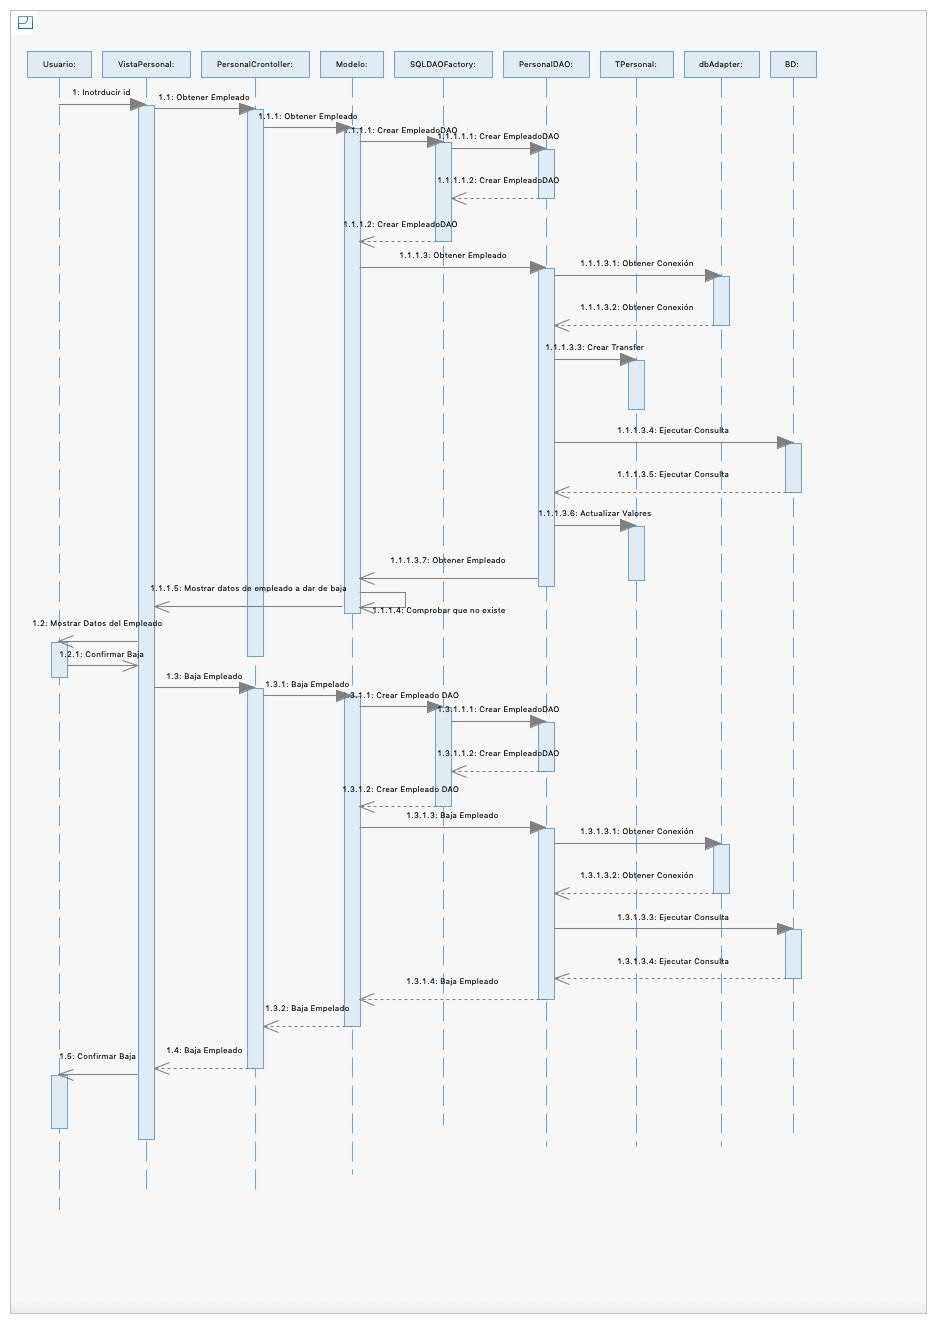 Usuario:
VistaPersonal:
PersonalCrontoller:
Modelo:
SQLDAOFactory:
PersonalDAO:
TPersonal:
dbAdapter:
BD:
1: Inotrducir id
1.1: Obtener Empleado
1.1.1: Obtener Empleado
1.1.1.1: Crear EmpleadoDAO
1.1.1.1.1: Crear EmpleadoDAO
1.1.1.1.2: Crear EmpleadoDAO
1.1.1.2: Crear EmpleadoDAO
1.1.1.3: Obtener Empleado
1.1.1.3.1: Obtener Conexión
1.1.1.3.2: Obtener Conexión
1.1.1.3.3: Crear Transfer
1.1.1.3.4: Ejecutar Consulta
1.1.1.3.5: Ejecutar Consulta
1.1.1.3.6: Actualizar Valores
1.1.1.3.7: Obtener Empleado
1.1.1.5: Mostrar datos de empleado a dar de baja
1.1.1.4: Comprobar que no existe
1.2: Mostrar Datos del Empleado
1.2.1: Confirmar Baja
1.3: Baja Empleado
1.3.1: Baja Empelado
1.3.1.1: Crear Empleado DAO
1.3.1.1.1: Crear EmpleadoDAO
1.3.1.1.2: Crear EmpleadoDAO
1.3.1.2: Crear Empleado DAO
1.3.1.3: Baja Empleado
1.3.1.3.1: Obtener Conexión
1.3.1.3.2: Obtener Conexión
1.3.1.3.3: Ejecutar Consulta
1.3.1.3.4: Ejecutar Consulta
1.3.1.4: Baja Empleado
1.3.2: Baja Empelado
1.4: Baja Empleado
1.5: Confirmar Baja